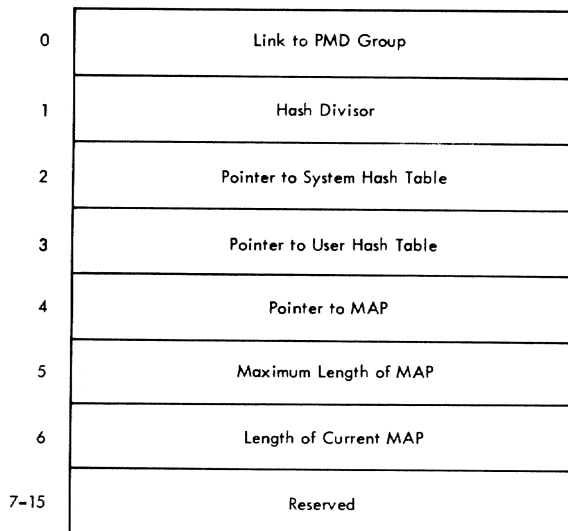 0 Link to PMD Group
1 Hash Divisor
2 Pointer to System Hash Table
3 Pointer to User Hash Table
4 Pointer to MAP
5 Maximum Length of MAP
6 Length of Current MAP
7-15 Reserved